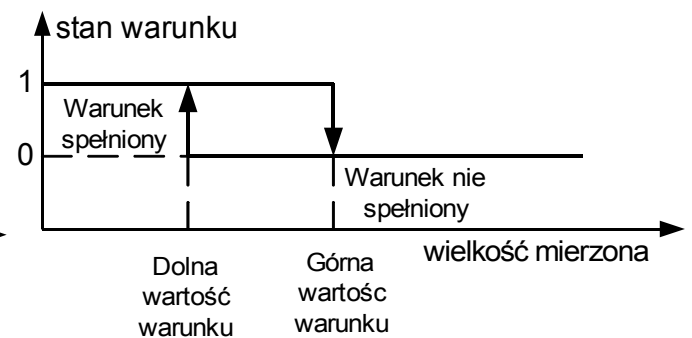 stan warunku
1
Warunek
spełniony
0
Warunek nie
spełniony
wielkość mierzona
Dolna
wartość
warunku
Górna
wartośc
warunku